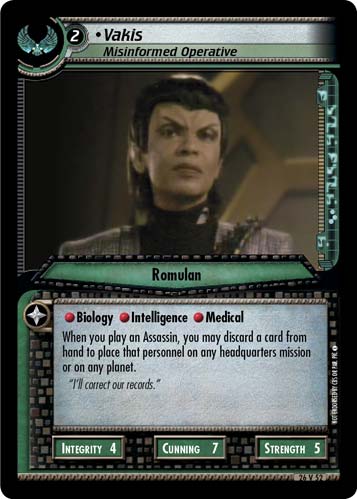 2 •Vakis
Misinformed Operative
Romulan
Biology Intelligence Medical
When you play an Assassin, you may discard a card from
hand to place that personnel on any headquarters mission
or on any planet.
"I'll correct our records."
INTEGRITY 4 CUNNING 7 STRENGTH 5
26 V 52